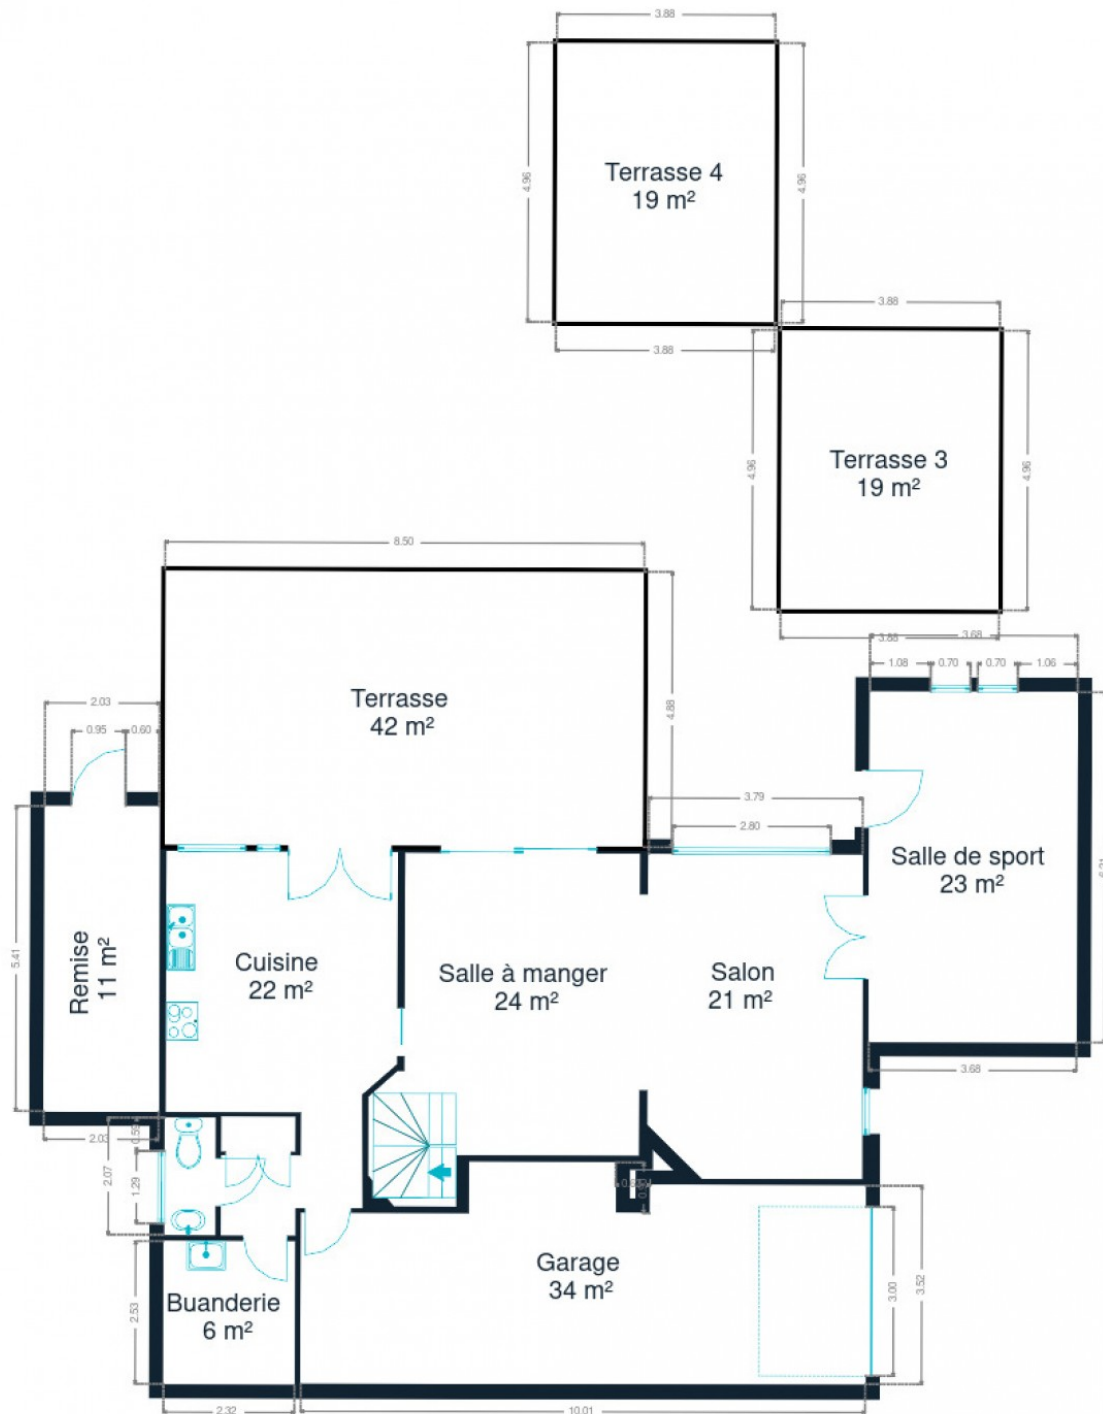 3.88
4.96
Terrasse 4
19 m²
4.96
3.88
3.88
4.96
Terrasse 3
19 m²
4.96
3.88
3.68
8.50
1.08
0.70
0.70
1.06
Terrasse
42 m²
4.88
2.03
0.95
0.60
3.79
2.80
Salle de sport
23 m²
5.41
Remise
11 m²
Cuisine
22 m²
Salle à manger
24 m²
Salon
21 m²
3.68
2.03
0.59
2.07
1.29
Garage
34 m²
3.00
3.52
2.53
Buanderie
6 m²
2.32
10.01